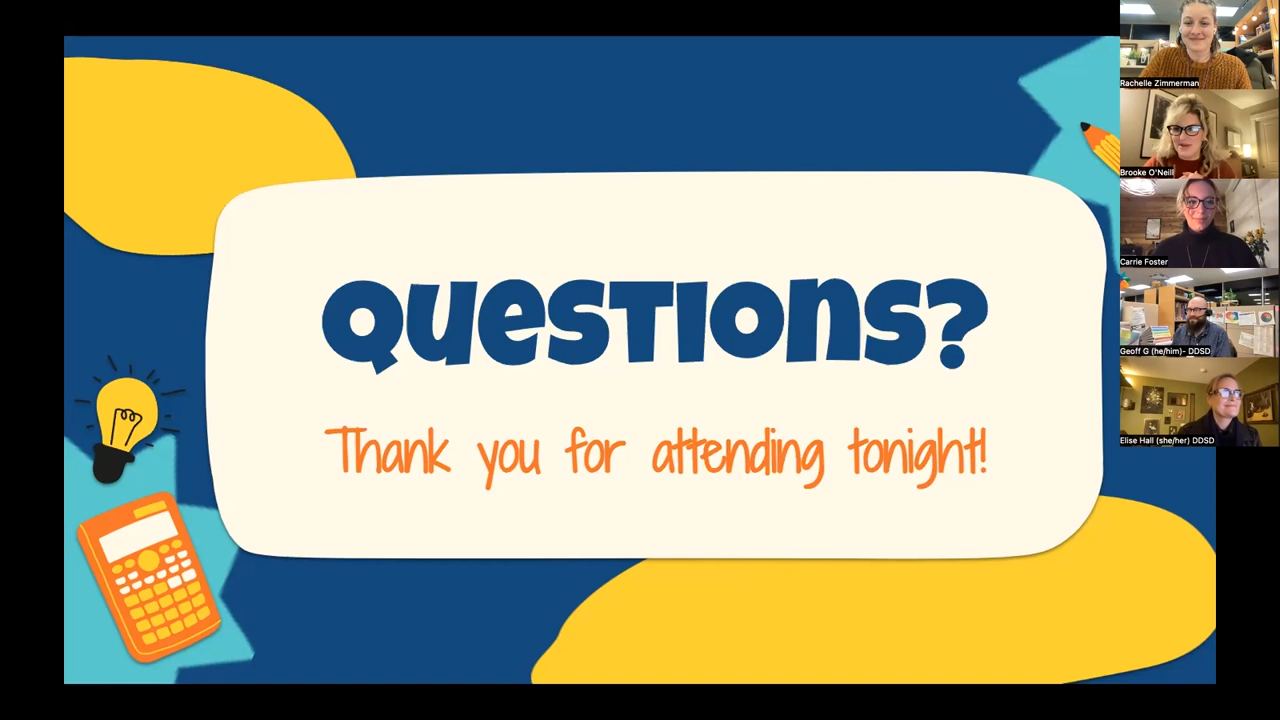 QUESTIONS?
Thank you for attending tonight!
Rachelle Zimmerman
Brooke O'Neill
Carrie Foster
Geoff G (he/him)- DDSD
Elise Hall (she/her) DDSD